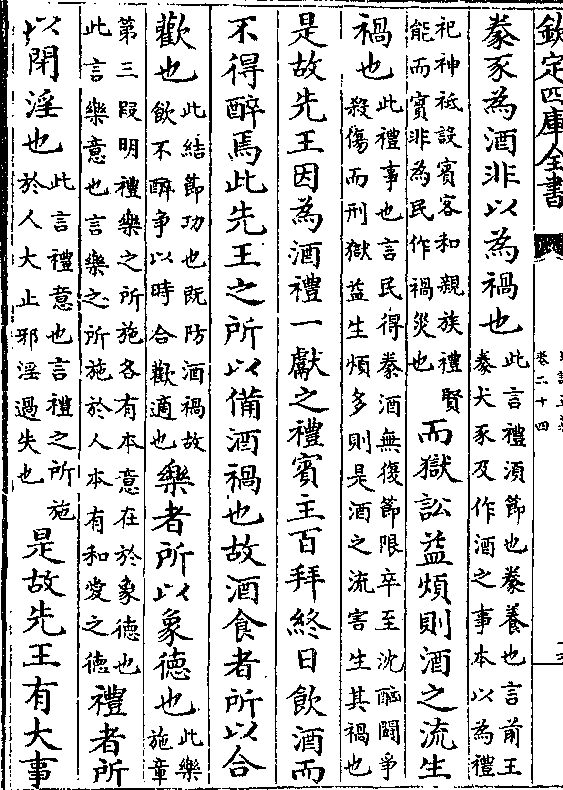 欽定四庫全書
卷二十四
豢豕為酒非以為禍也此言禮須節也豢養也言前王豢犬豕及作酒之事本以為禮
祀神祗設賓客和親族禮賢能而實非為民作禍災也而獄訟益煩則酒之流生
禍也此禮事也言民得豢酒無復節限卒至沈酗鬭爭殺傷而刑獄益生煩多則是酒之流害生其禍也
是故先王因為酒禮一獻之禮賓主百拜終日飲酒而
不得醉焉此先王之所以備酒禍也故酒食者所以合
歡也此結節功也既防酒禍故飲不醉爭以時合歡適也樂者所以象德也此樂施章
第三段明禮樂之所施各有本意在於象德也此言樂意也言樂之所施於人本有和愛之德禮者所
以閉淫也此言禮意也言禮之所施於人大止邪淫過失也是故先王有大事